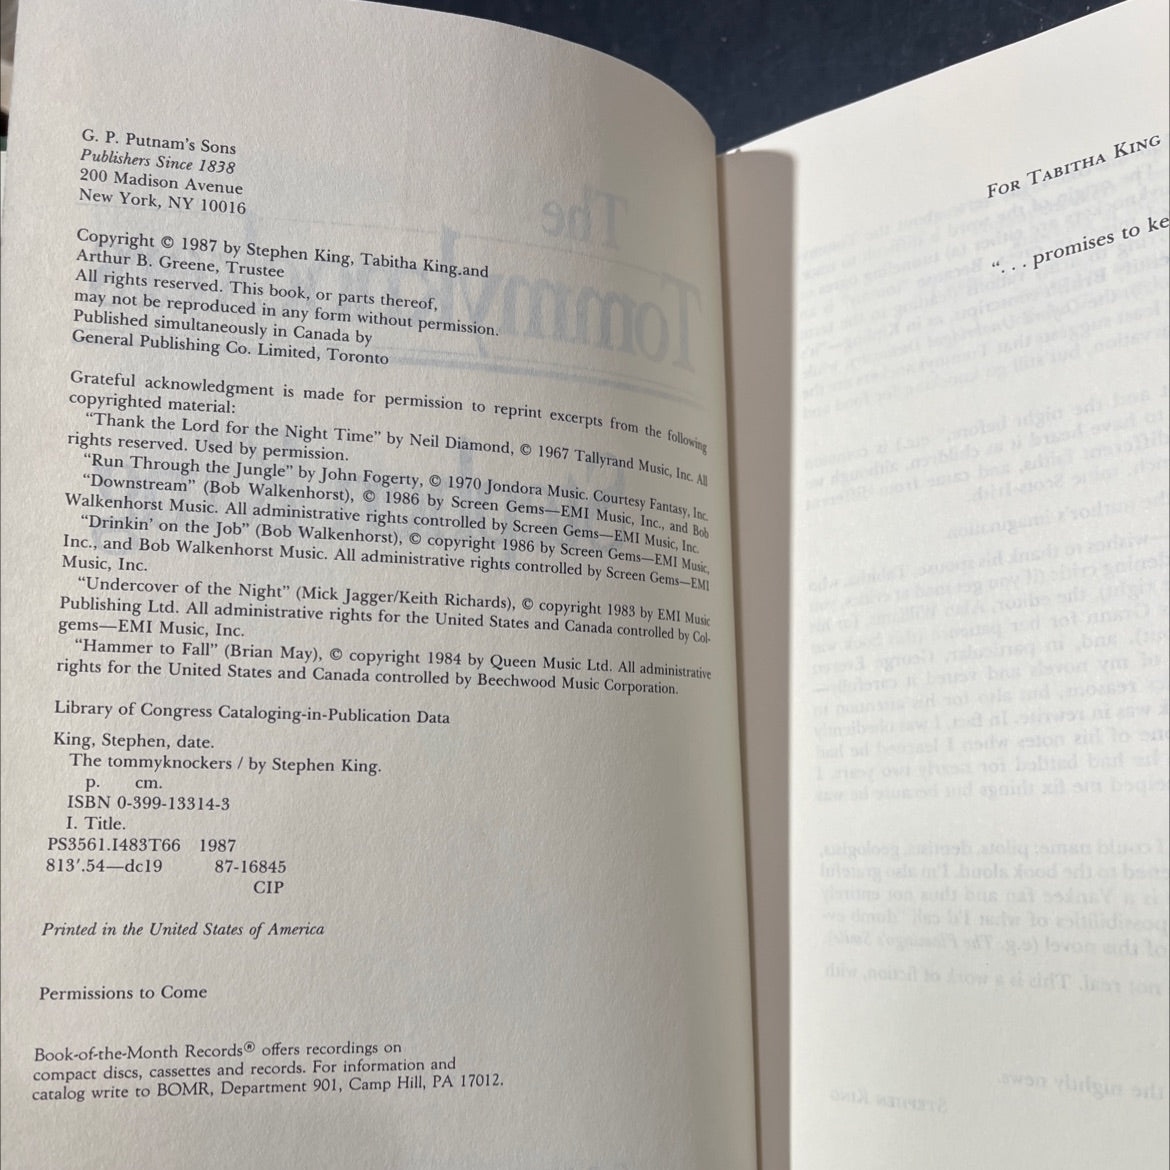 G. P. Putnam's Sons
Publishers Since 1838
200 Madison Avenue
New York, NY 10016
Copyright © 1987 by Stephen King, Tabitha King.and
Arthur B. Greene, Trustee
All rights reserved. This book, or parts thereof,
may not be reproduced in any form without permission.
Published simultaneously in Canada by
General Publishing Co. Limited, Toronto
Grateful acknowledgment is made for permission to reprint excerpts from the following
copyrighted material:
"Thank the Lord for the Night Time" by Neil Diamond, © 1967 Tallyrand Music, Inc. All
rights reserved. Used by permission.
"Run Through the Jungle" by John Fogerty, © 1970 Jondora Music. Courtesy Fantasy, Inc.
"Downstream" (Bob Walkenhorst), © 1986 by Screen Gems—EMI Music, Inc., and Bob
Walkenhorst Music. All administrative rights controlled by Screen Gems—EMI Music, Inc.
"Drinkin' on the Job" (Bob Walkenhorst), © copyright 1986 by Screen Gems—EMI Music,
Inc., and Bob Walkenhorst Music. All administrative rights controlled by Screen Gems—EMI
Music, Inc.
"Undercover of the Night" (Mick Jagger/Keith Richards), © copyright 1983 by EMI Music
Publishing Ltd. All administrative rights for the United States and Canada controlled by Col-
gems—EMI Music, Inc.
"Hammer to Fall" (Brian May), © copyright 1984 by Queen Music Ltd. All administrative
rights for the United States and Canada controlled by Beechwood Music Corporation.
Library of Congress Cataloging-in-Publication Data
King, Stephen, date.
The tommyknockers / by Stephen King.
p. cm.
ISBN 0-399-13314-3
I. Title.
PS3561.I483T66 1987
813'.54—dc19 87-16845
CIP
Printed in the United States of America
Permissions to Come
Book-of-the-Month Records® offers recordings on
compact discs, cassettes and records. For information and
catalog write to BOMR, Department 901, Camp Hill, PA 17012.
FOR TABITHA KING
". . . promises to ke